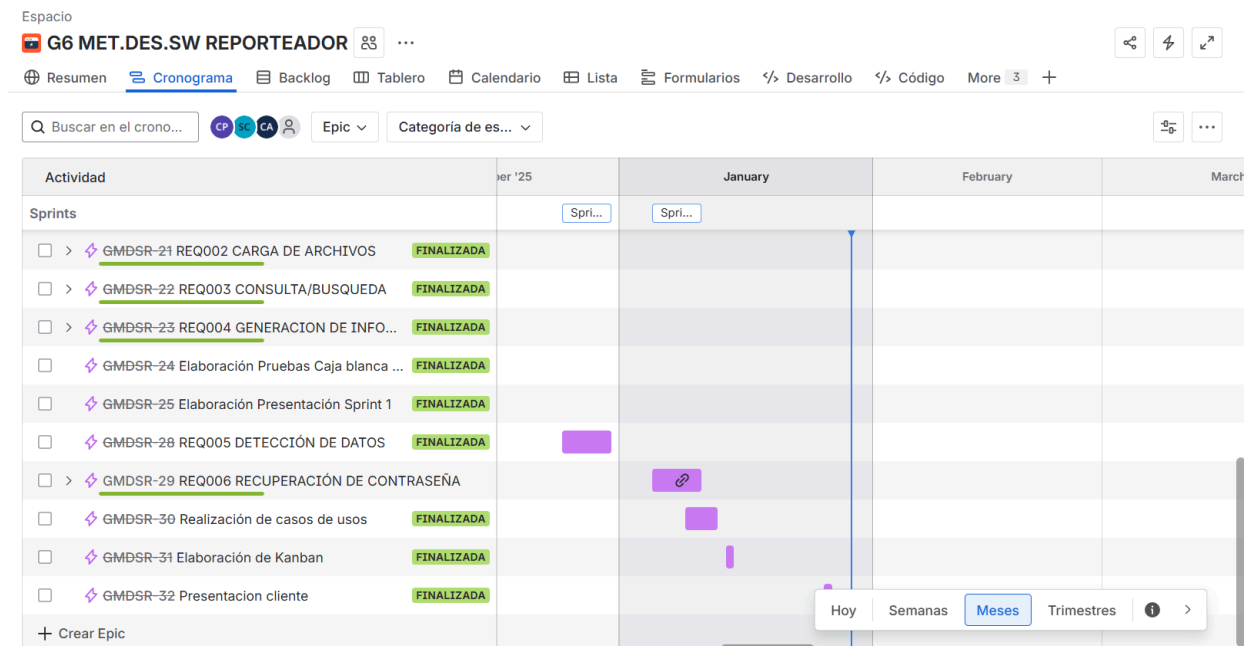 Espacio
G6 MET.DES.SW REPORTEADOR
Resumen Cronograma Backlog Tablero Calendario Lista Formularios Desarrollo Código More 3
Buscar en el crono... CP SC CA Epic Categoría de es...
Actividad ber '25 January February March
Sprints Spri... Spri...
GMDSR-21 REQ002 CARGA DE ARCHIVOS FINALIZADA
GMDSR-22 REQ003 CONSULTA/BUSQUEDA FINALIZADA
GMDSR-23 REQ004 GENERACION DE INFO... FINALIZADA
GMDSR-24 Elaboración Pruebas Caja blanca ... FINALIZADA
GMDSR-25 Elaboración Presentación Sprint 1 FINALIZADA
GMDSR-28 REQ005 DETECCIÓN DE DATOS FINALIZADA
GMDSR-29 REQ006 RECUPERACIÓN DE CONTRASEÑA
GMDSR-30 Realización de casos de usos FINALIZADA
GMDSR-31 Elaboración de Kanban FINALIZADA
GMDSR-32 Presentacion cliente FINALIZADA
Hoy Semanas Meses Trimestres
+ Crear Epic